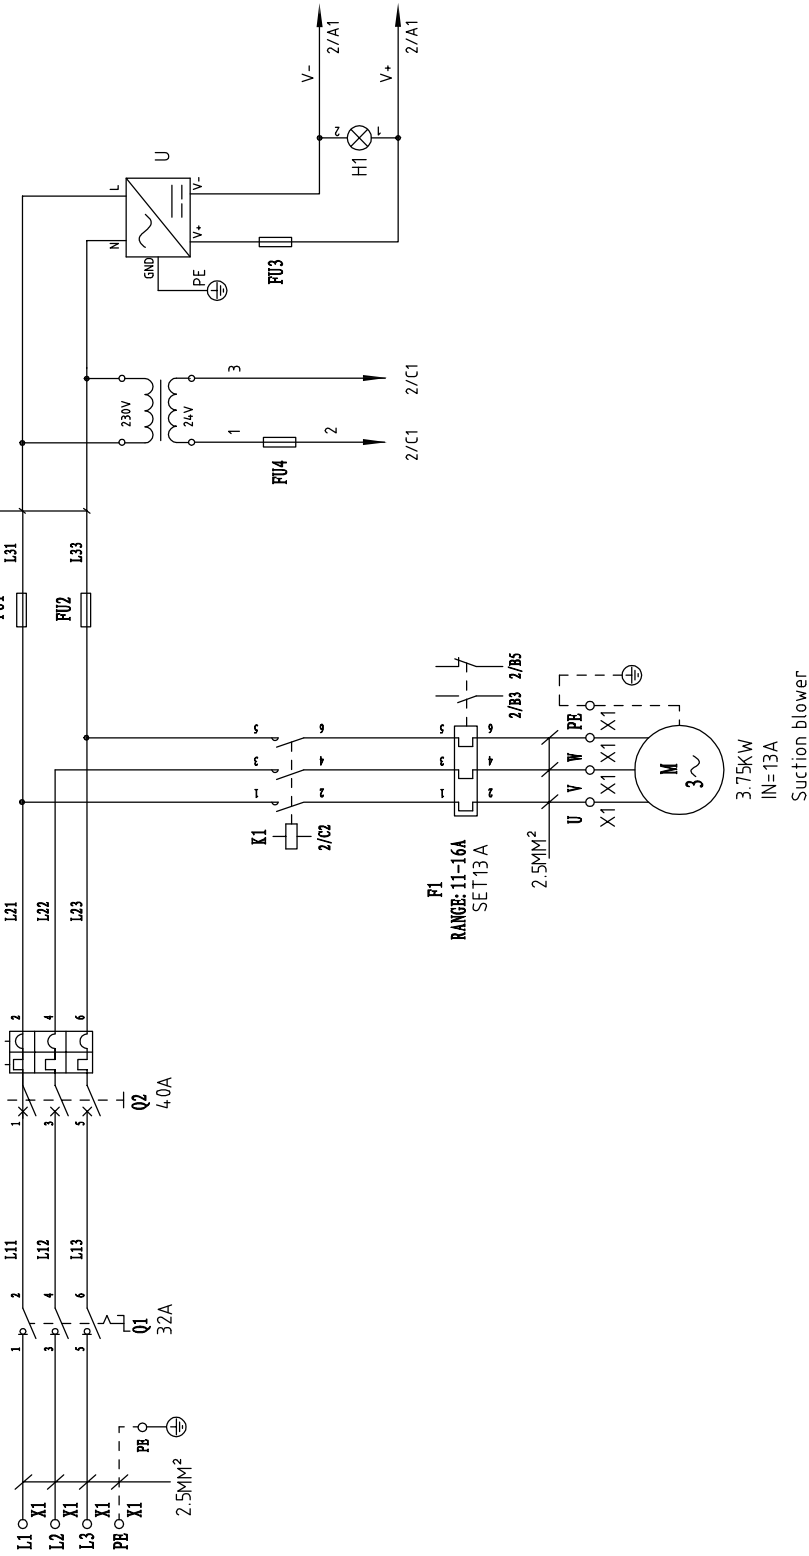 L1
X1
L2
X1
L3
X1
PE
X1
2.5MM²
PE
1
2
3
4
5
6
Q1
32A
L11
L12
L13
1
2
3
4
5
6
Q2
40A
L21
L22
L23
K1
2/C2
1
2
3
4
5
6
F1
RANGE: 11-16A
SET13 A
1
2
3
4
5
6
2/B3
2/B5
2.5MM²
U
V
W
PE
X1
X1
X1
X1
M
3
3.75KW
IN=13A
Suction blower
FU2
L31
L33
230V
24V
1
FU4
2
3
2/C1
2/C1
L
N
GND
PE
U
V-
V+
FU3
H1
2
1
V-
V+
2/A1
2/A1